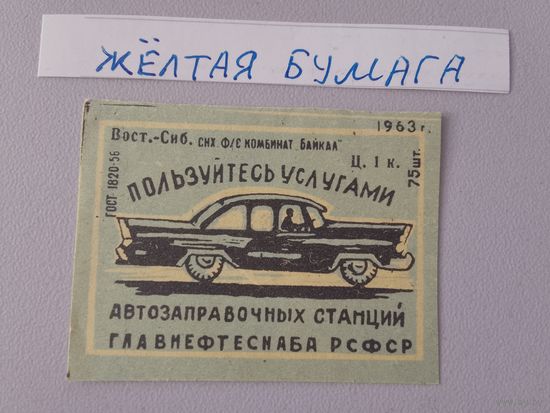 ЖЁЛТАЯ БУМАГА
1963 г.
Вост.-Сиб. СНХ Ф/С КОМБИНАТ „БАЙКАЛ"
Ц. 1 к.
75 шт.
ГОСТ 1820-56
ПОЛЬЗУЙТЕСЬ УСЛУГАМИ
АВТОЗАПРАВОЧНЫХ СТАНЦИЙ
ГЛАВНЕФТЕСНАБА РСФСР